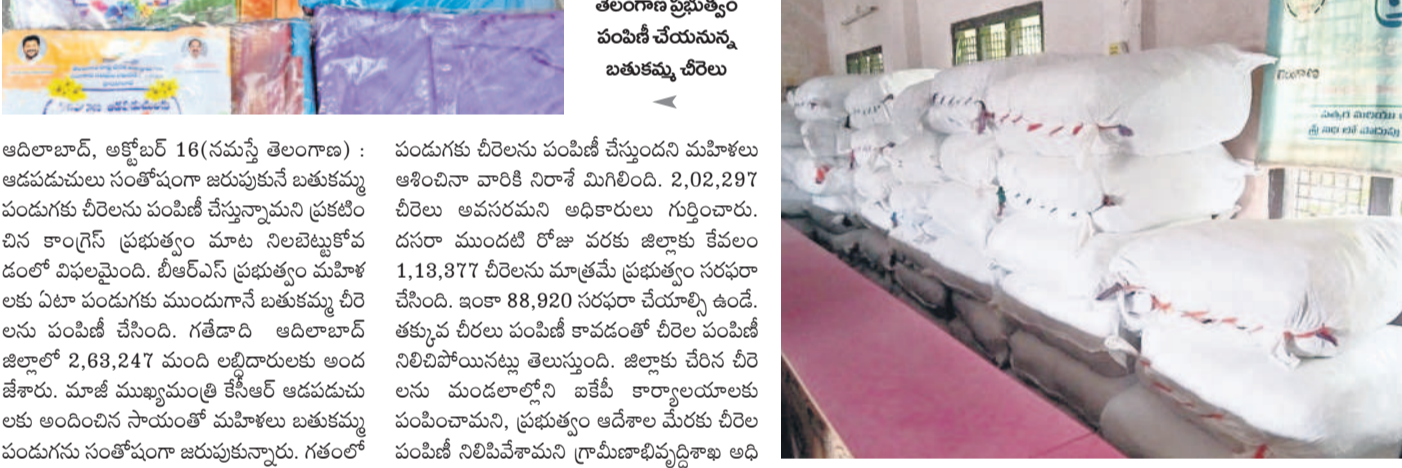 తెలంగాణ ప్రభుత్వం
పంపిణీ చేయనున్న
బతుకమ్మ చీరెలు
ఆదిలాబాద్, అక్టోబర్ 16(నమస్తే తెలంగాణ) :
ఆడపడుచులు సంతోషంగా జరుపుకునే బతుకమ్మ
పండుగకు చీరెలను పంపిణీ చేస్తున్నామని ప్రకటిం
చిన కాంగ్రెస్ ప్రభుత్వం మాట నిలబెట్టుకోవ
డంలో విఫలమైంది. బీఆర్ఎస్ ప్రభుత్వం మహిళ
లకు ఏటా పండుగకు ముందుగానే బతుకమ్మ చీరె
లను పంపిణీ చేసింది. గతేడాది ఆదిలాబాద్
జిల్లాలో 2,63,247 మంది లబ్ధిదారులకు అంద
జేశారు. మాజీ ముఖ్యమంత్రి కేసీఆర్ ఆడపడుచు
లకు అందించిన సాయంతో మహిళలు బతుకమ్మ
పండుగను సంతోషంగా జరుపుకున్నారు. గతంలో
పండుగకు చీరెలను పంపిణీ చేస్తుందని మహిళలు
ఆశించినా వారికి నిరాశే మిగిలింది. 2,02,297
చీరెలు అవసరమని అధికారులు గుర్తించారు.
దసరా ముందటి రోజు వరకు జిల్లాకు కేవలం
1,13,377 చీరెలను మాత్రమే ప్రభుత్వం సరఫరా
చేసింది. ఇంకా 88,920 సరఫరా చేయాల్సి ఉండే.
తక్కువ చీరలు పంపిణీ కావడంతో చీరెల పంపిణీ
నిలిచిపోయినట్లు తెలుస్తుంది. జిల్లాకు చేరిన చీరె
లను మండలాల్లోని ఐకేపీ కార్యాలయాలకు
పంపించామని, ప్రభుత్వం ఆదేశాల మేరకు చీరెల
పంపిణీ నిలిపివేశామని గ్రామీణాభివృద్ధిశాఖ అధి
తెలంగాణ